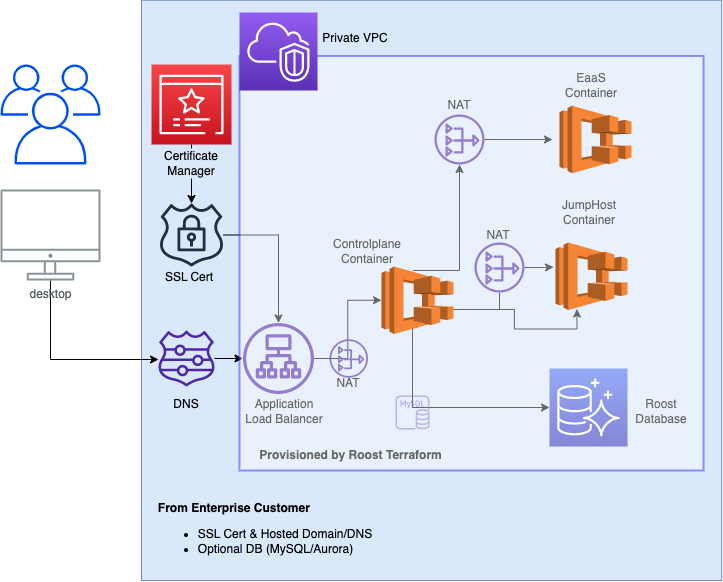 Private VPC
EaaS
Container
NAT
Certificate
Manager
JumpHost
Container
NAT
Controlplane
Container
SSL Cert
desktop
NAT
MySQL
DNS
Application
Load Balancer
Roost
Database
Provisioned by Roost Terraform
From Enterprise Customer
• SSL Cert & Hosted Domain/DNS
• Optional DB (MySQL/Aurora)